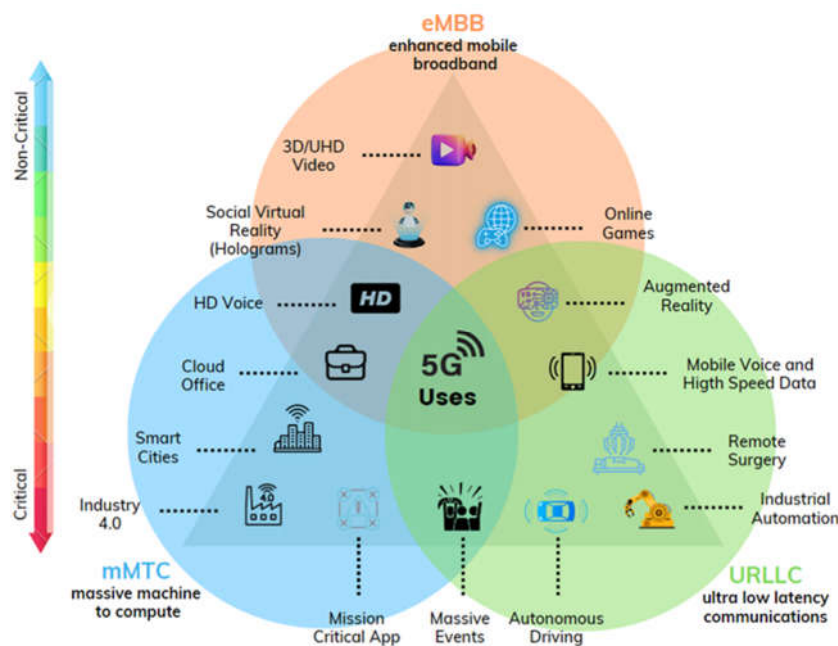 eMBB
enhanced mobile
broadband
Non-Critical
Critical
3D/UHD
Video
Social Virtual
Reality
(Holograms)
Online
Games
HD Voice
HD
Augmented
Reality
Cloud
Office
5G
Uses
Mobile Voice and
Higth Speed Data
Smart
Cities
Remote
Surgery
Industry
4.0
4.0
Industrial
Automation
mMTC
massive machine
to compute
Mission
Critical App
Massive
Events
Autonomous
Driving
URLLC
ultra low latency
communications